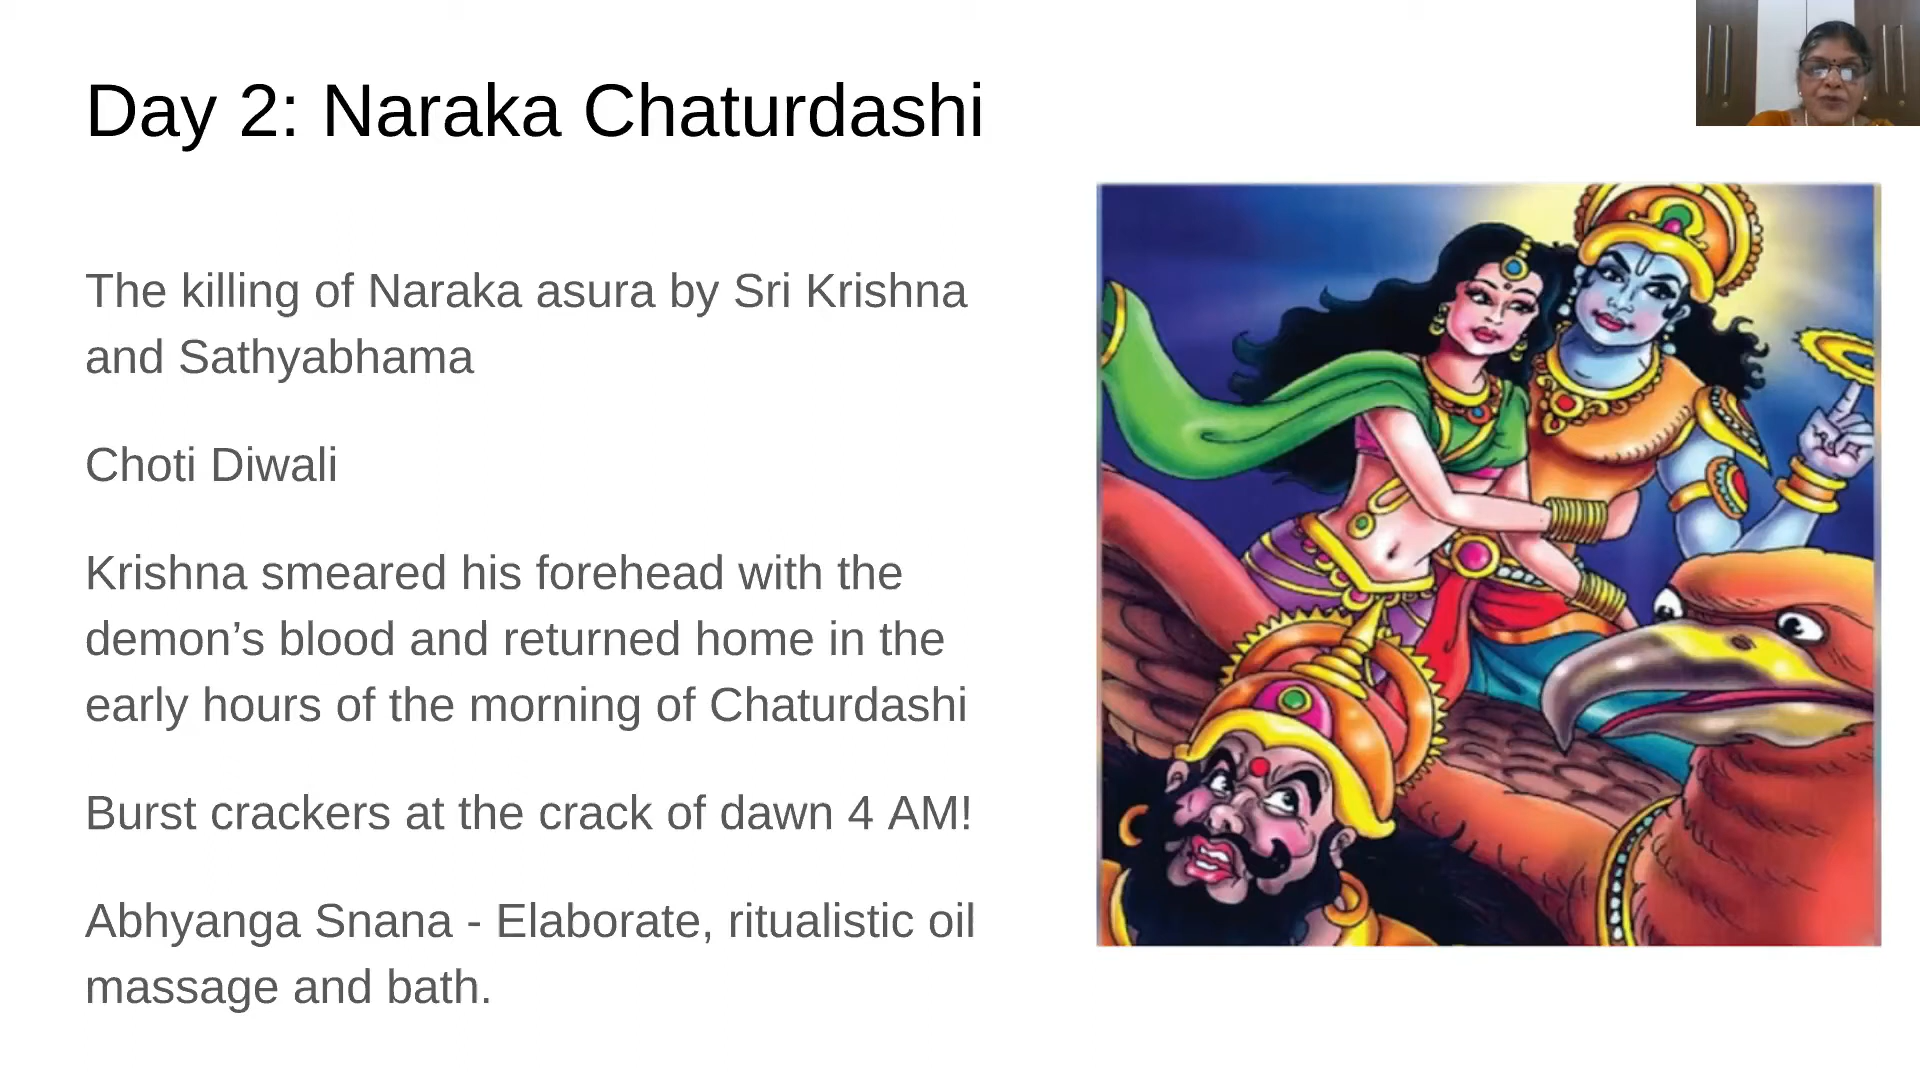 Day 2: Naraka Chaturdashi
The killing of Naraka asura by Sri Krishna
and Sathyabhama
Choti Diwali
Krishna smeared his forehead with the
demon’s blood and returned home in the
early hours of the morning of Chaturdashi
Burst crackers at the crack of dawn 4 AM!
Abhyanga Snana - Elaborate, ritualistic oil
massage and bath.